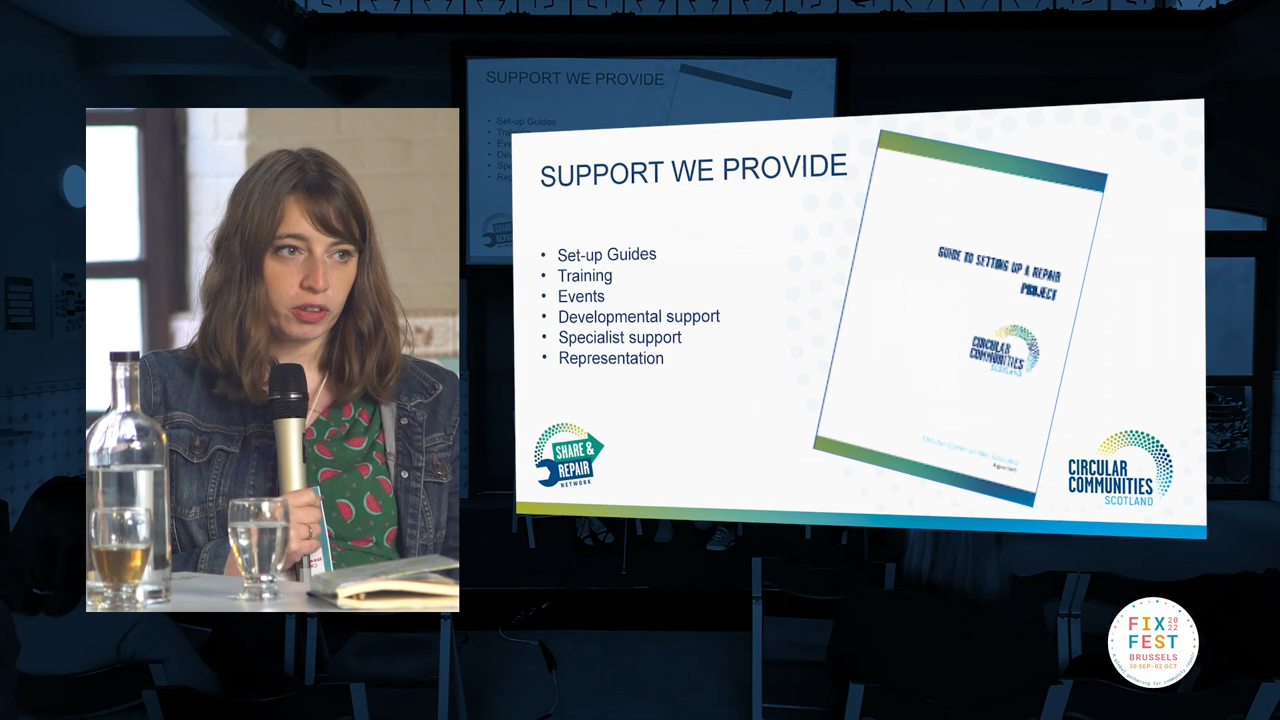 SUPPORT WE PROVIDE
Set-up Guides
SUPPORT WE PROVIDE
• Set-up Guides
• Training
• Events
• Developmental support
• Specialist support
• Representation
GUIDE TO SETTING UP A REPAIR
PROJECT
CIRCULAR
COMMUNITIES
SCOTLAND
SHARE &
REPAIR
NETWORK
CIRCULAR
COMMUNITIES
SCOTLAND
FIX 20
22
FEST
BRUSSELS
30 SEP-02 OCT